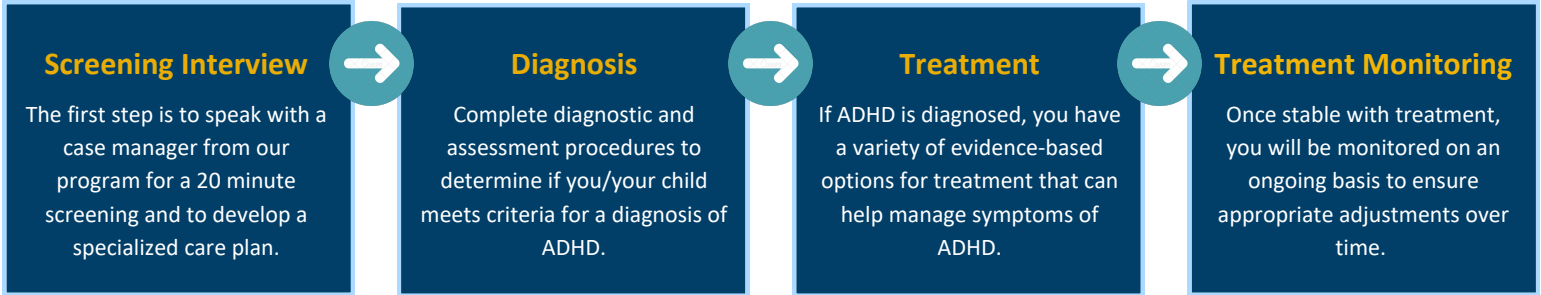 Screening Interview
The first step is to speak with a
case manager from our
program for a 20 minute
screening and to develop a
specialized care plan.
Diagnosis
Complete diagnostic and
assessment procedures to
determine if you/your child
meets criteria for a diagnosis of
ADHD.
Treatment
If ADHD is diagnosed, you have
a variety of evidence-based
options for treatment that can
help manage symptoms of
ADHD.
Treatment Monitoring
Once stable with treatment,
you will be monitored on an
ongoing basis to ensure
appropriate adjustments over
time.